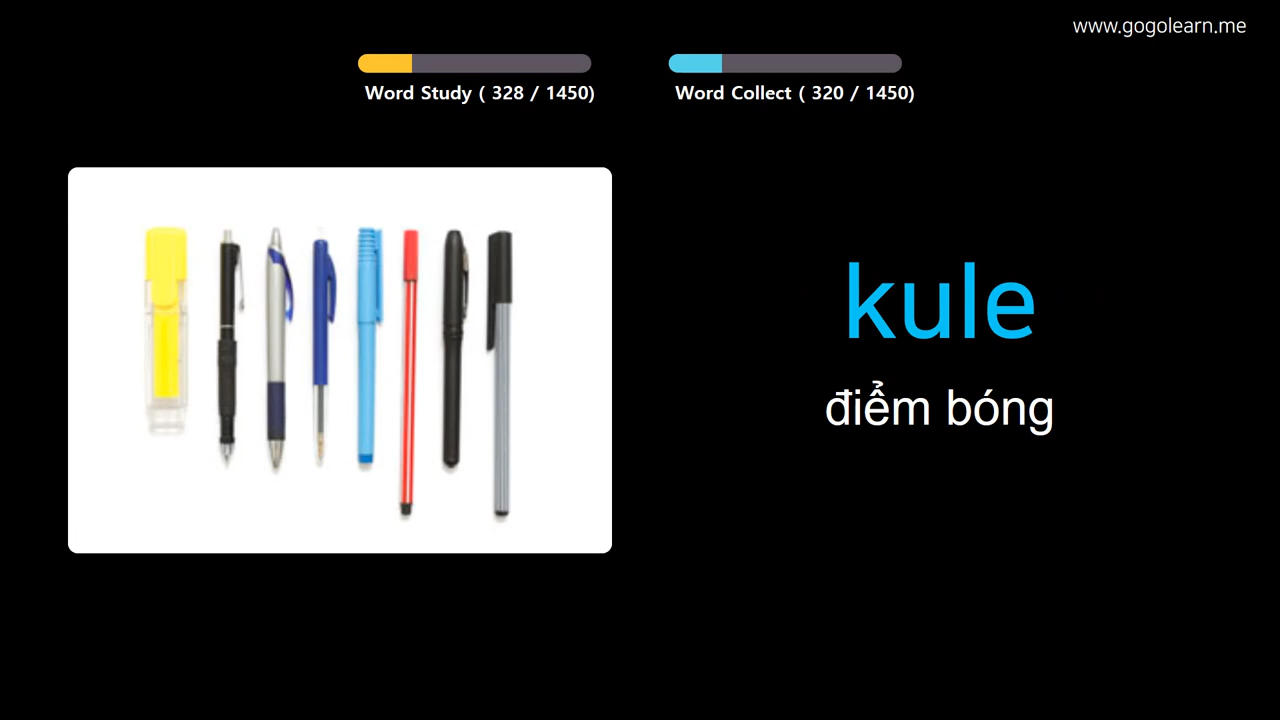 www.gogolearn.me
Word Study ( 328 / 1450)
Word Collect ( 320 / 1450)
kule
điểm bóng